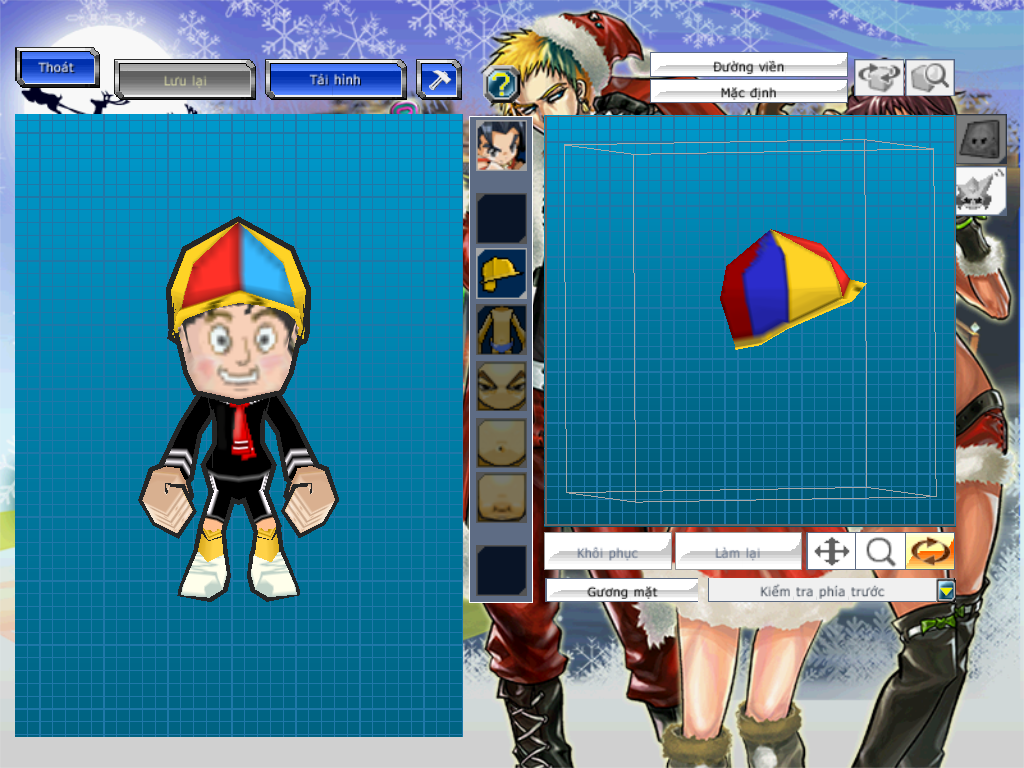 Thoát
Lưu lại
Tải hình
Đường viền
Mặc định
Khôi phục
Làm lại
Gương mặt
Kiểm tra phía trước